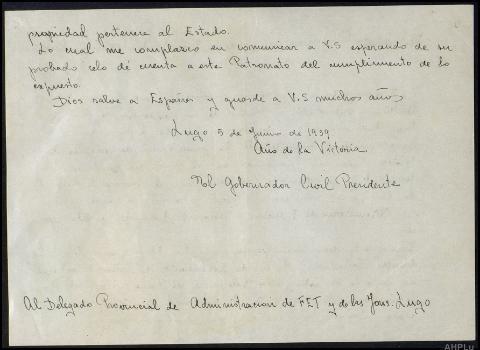 propiedad pertenece al Estado.
Lo cual me complazco en comunicar a V.S esperando de su
probado celo dé cuenta a este Patronato del cumplimiento de lo
expuesto.
Dios salve a España y guarde a V.S muchos años
Lugo 5 de Junio de 1939
Año de la Victoria
El Gobernador Civil Presidente
Al Delegado Provincial de Administracion de FET y de las Jons. Lugo
AHPLu